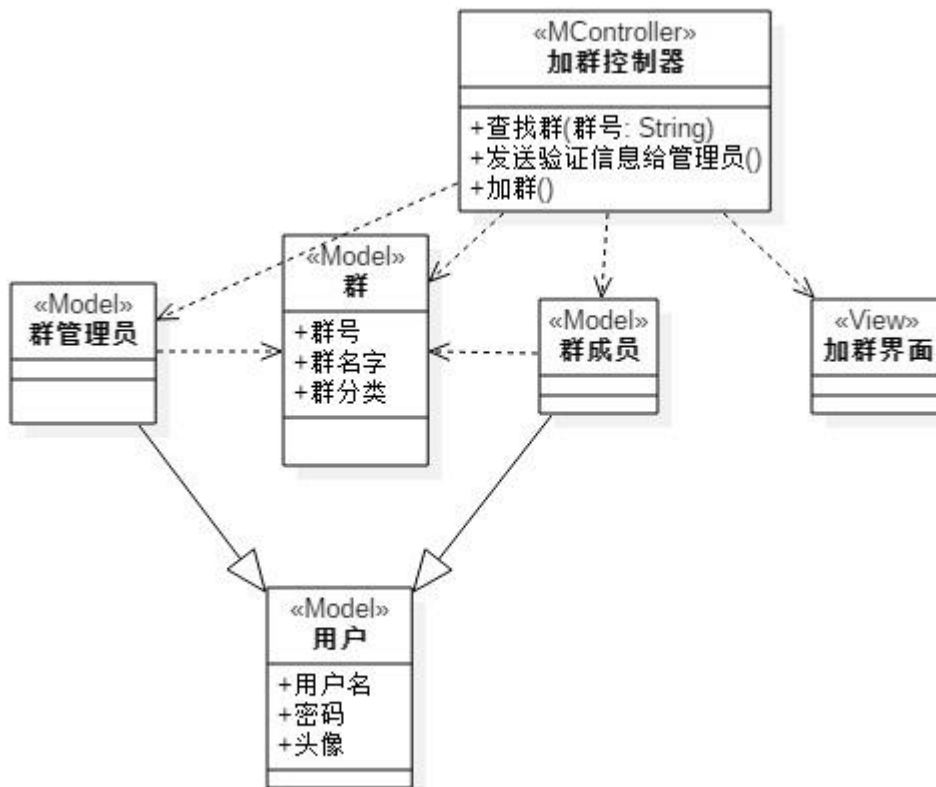 «MController»
加群控制器
+查找群(群号: String)
+发送验证信息给管理员()
+加群()
«Model»
群
+群号
+群名字
+群分类
«Model»
群管理员
«Model»
群成员
«View»
加群界面
«Model»
用户
+用户名
+密码
+头像